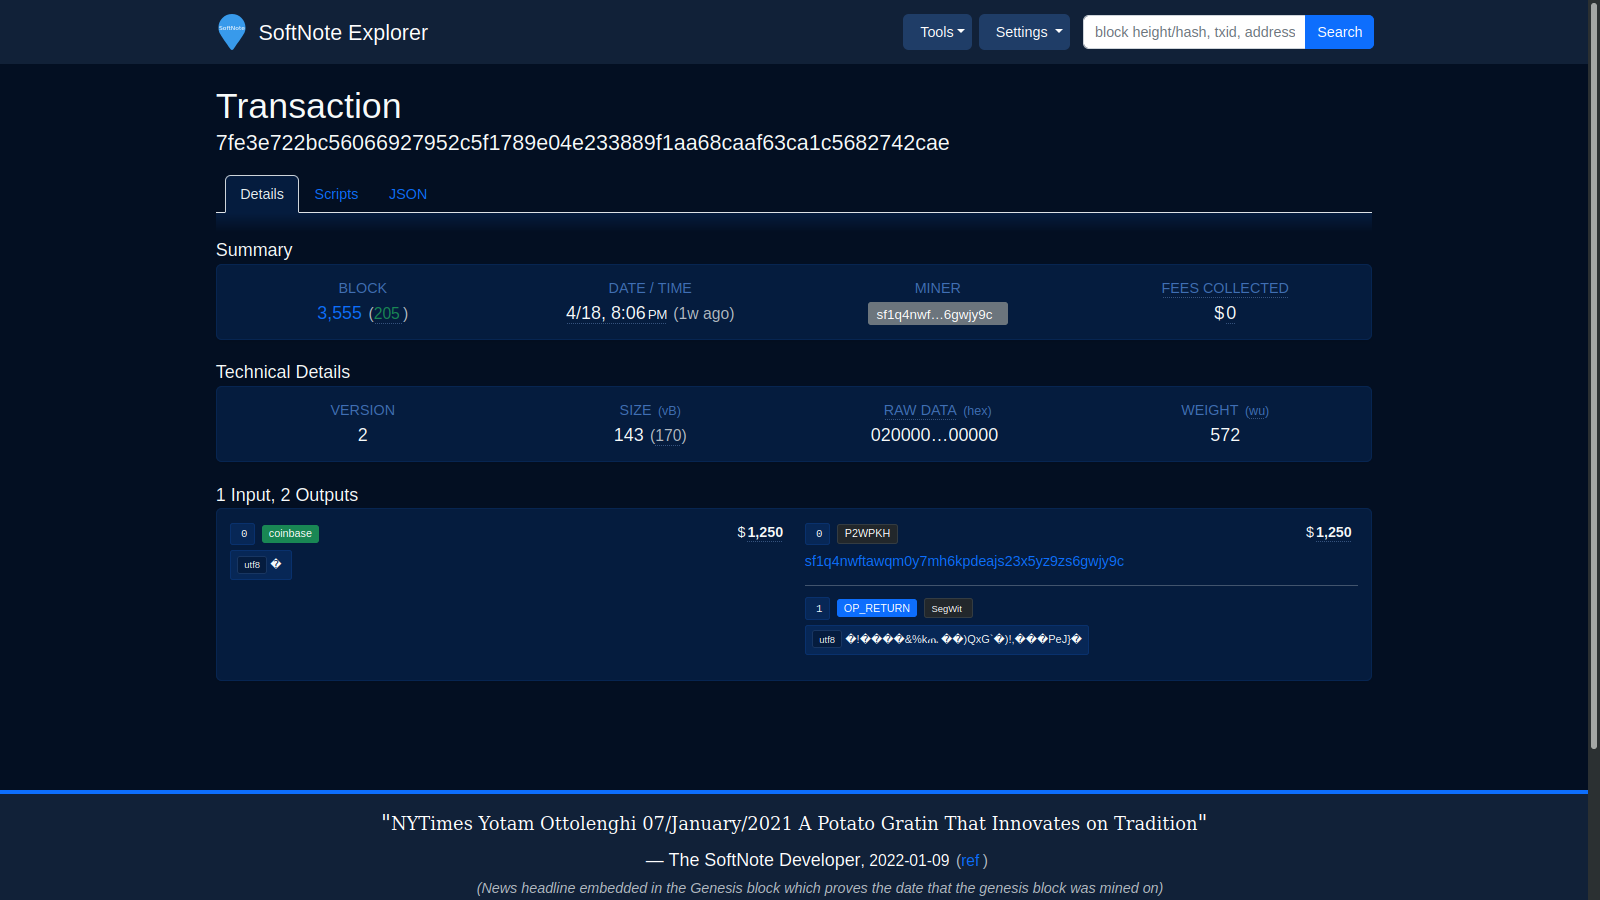 SoftNote
SoftNote Explorer
Tools
Settings
block height/hash, txid, address
Search
Transaction
7fe3e722bc56066927952c5f1789e04e233889f1aa68caaf63ca1c5682742cae
Details Scripts JSON
Summary
BLOCK DATE / TIME MINER FEES COLLECTED
3,555 (205) 4/18, 8:06 PM (1w ago) sf1q4nwf…6gwjy9c $0
Technical Details
VERSION SIZE (vB) RAW DATA (hex) WEIGHT (wu)
2 143 (170) 020000…00000 572
1 Input, 2 Outputs
0 coinbase $1,250
utf8 �
0 P2WPKH $1,250
sf1q4nwftawqm0y7mh6kpdeajs23x5yz9zs6gwjy9c
1 OP_RETURN SegWit
utf8
"NYTimes Yotam Ottolenghi 07/January/2021 A Potato Gratin That Innovates on Tradition"
— The SoftNote Developer, 2022-01-09 (ref)
(News headline embedded in the Genesis block which proves the date that the genesis block was mined on)